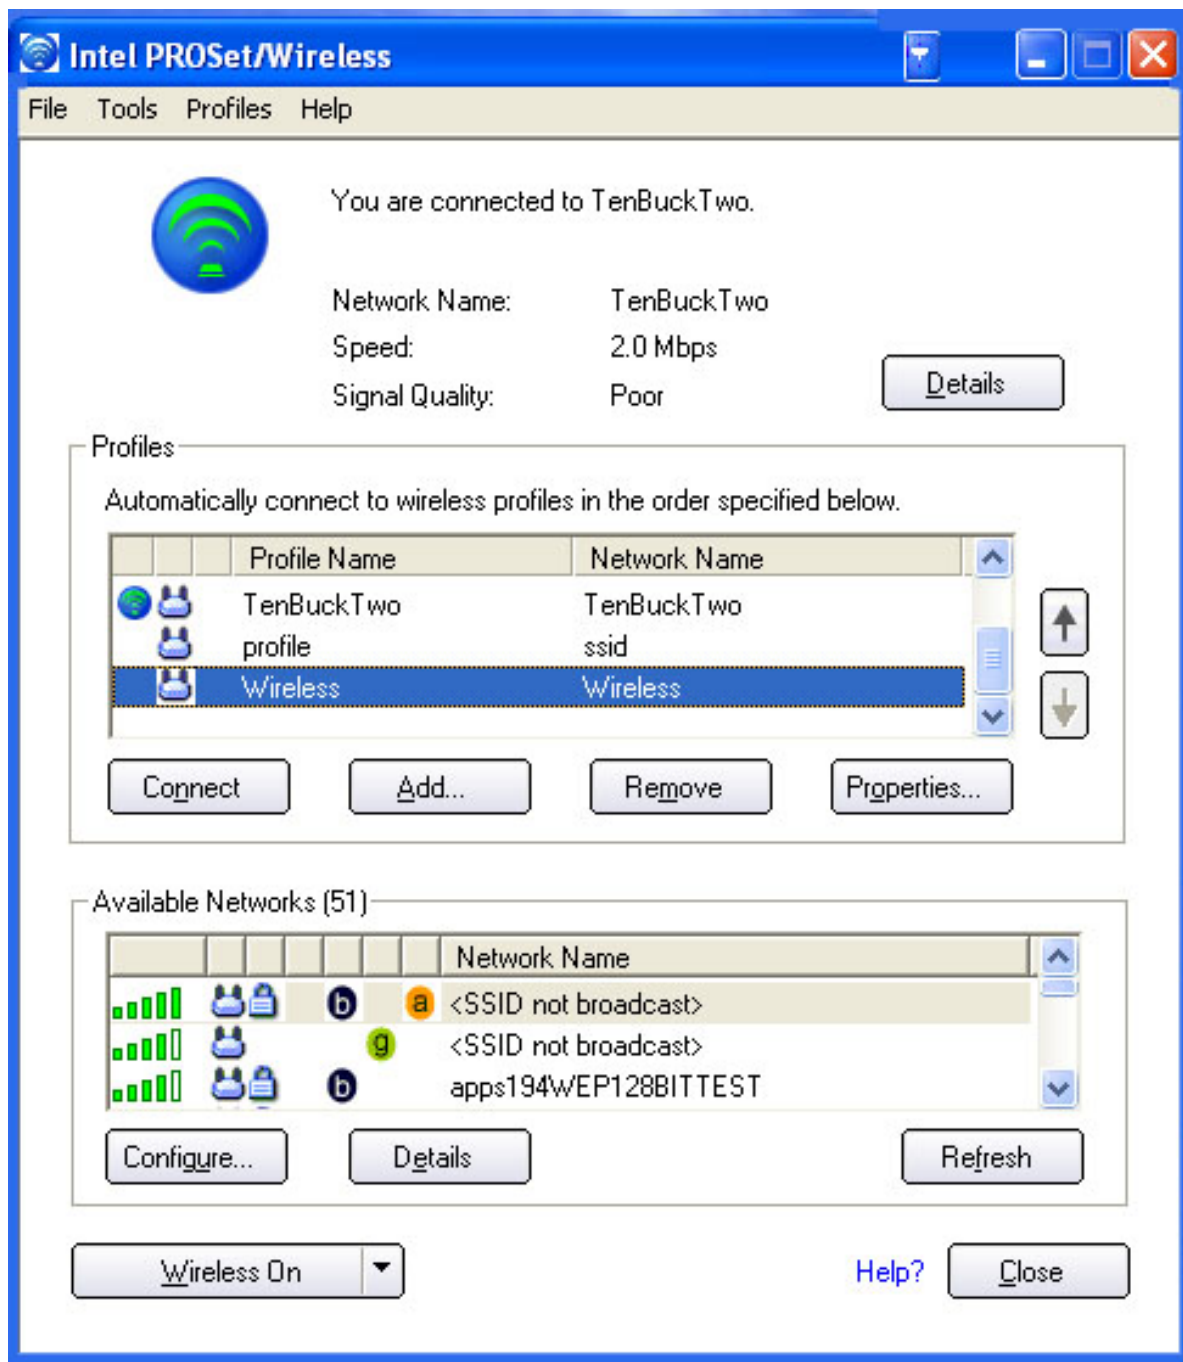 Intel PROSet/Wireless
File Tools Profiles Help
You are connected to TenBuckTwo.
Network Name: TenBuckTwo
Speed: 2.0 Mbps
Signal Quality: Poor
Details
Profiles
Automatically connect to wireless profiles in the order specified below.
Profile Name Network Name
TenBuckTwo TenBuckTwo
profile ssid
Wireless Wireless
Connect Add... Remove Properties...
Available Networks (51)
Network Name
b a <SSID not broadcast>
g <SSID not broadcast>
b apps194WEP128BITTEST
Configure... Details Refresh
Wireless On Help? Close